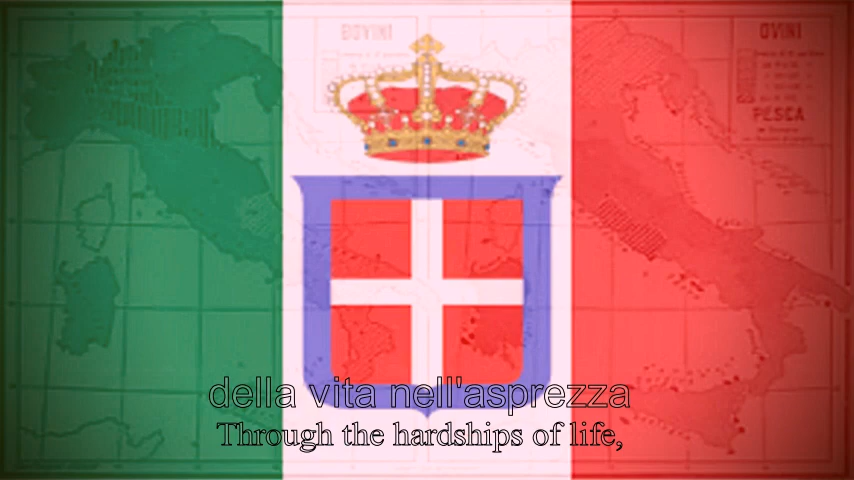 BOVINI
OVINI
PESCA
della vita nell'asprezza
Through the hardships of life,